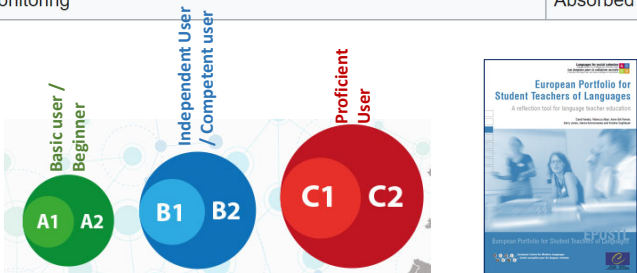 onitoring
Absorbed
Basic user /
Beginner
Independent User
/ Competent user
Proficient
User
A1 A2
B1 B2
C1 C2
European Portfolio for
Student Teachers of Languages
A reflection tool for language teacher education
EPOSTL
European Portfolio for Student Teachers of Languages